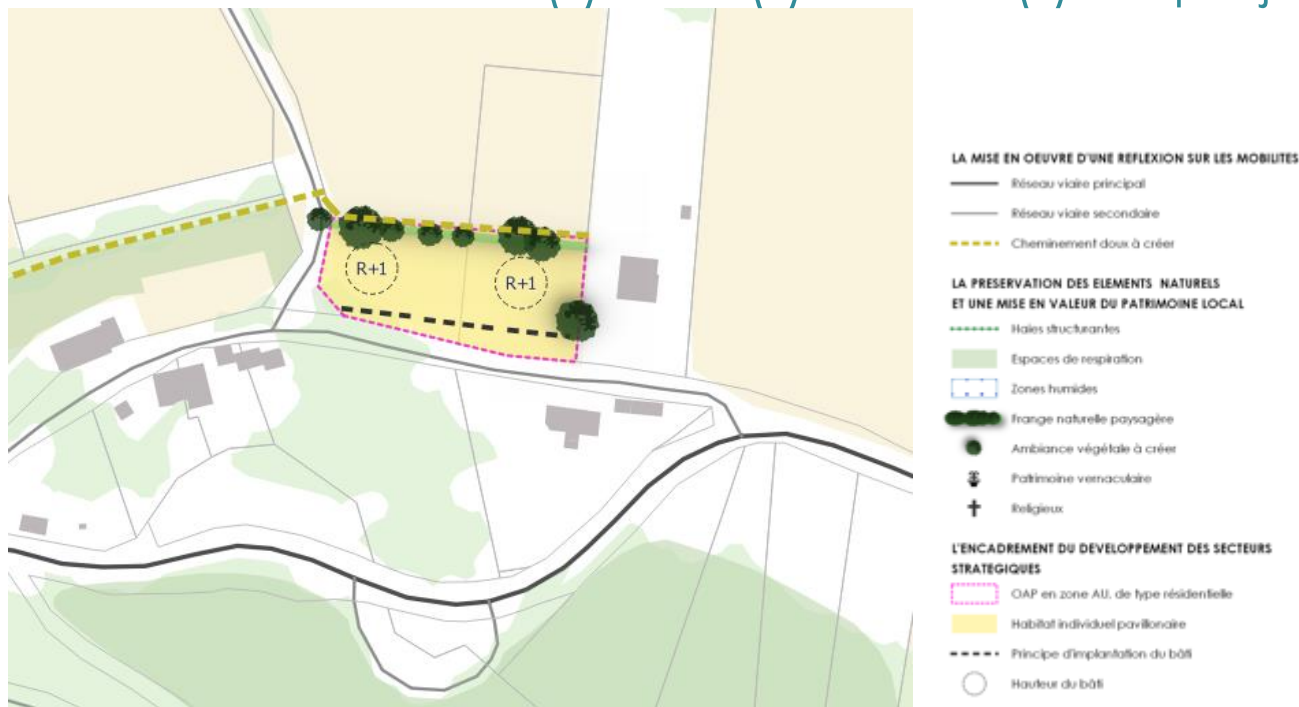 R+1
R+1
LA MISE EN OEUVRE D'UNE REFLEXION SUR LES MOBILITES
Réseau viaire principal
Réseau viaire secondaire
Cheminement doux à créer
LA PRESERVATION DES ELEMENTS NATURELS
ET UNE MISE EN VALEUR DU PATRIMOINE LOCAL
Haies structurantes
Espaces de respiration
Zones humides
Frange naturelle paysagère
Ambiance végétale à créer
Patrimoine vernaculaire
Religieux
L'ENCADREMENT DU DEVELOPPEMENT DES SECTEURS
STRATEGIQUES
OAP en zone AU, de type résidentielle
Habitat individuel pavillonaire
Principe d'implantation du bâti
Hauteur du bâti